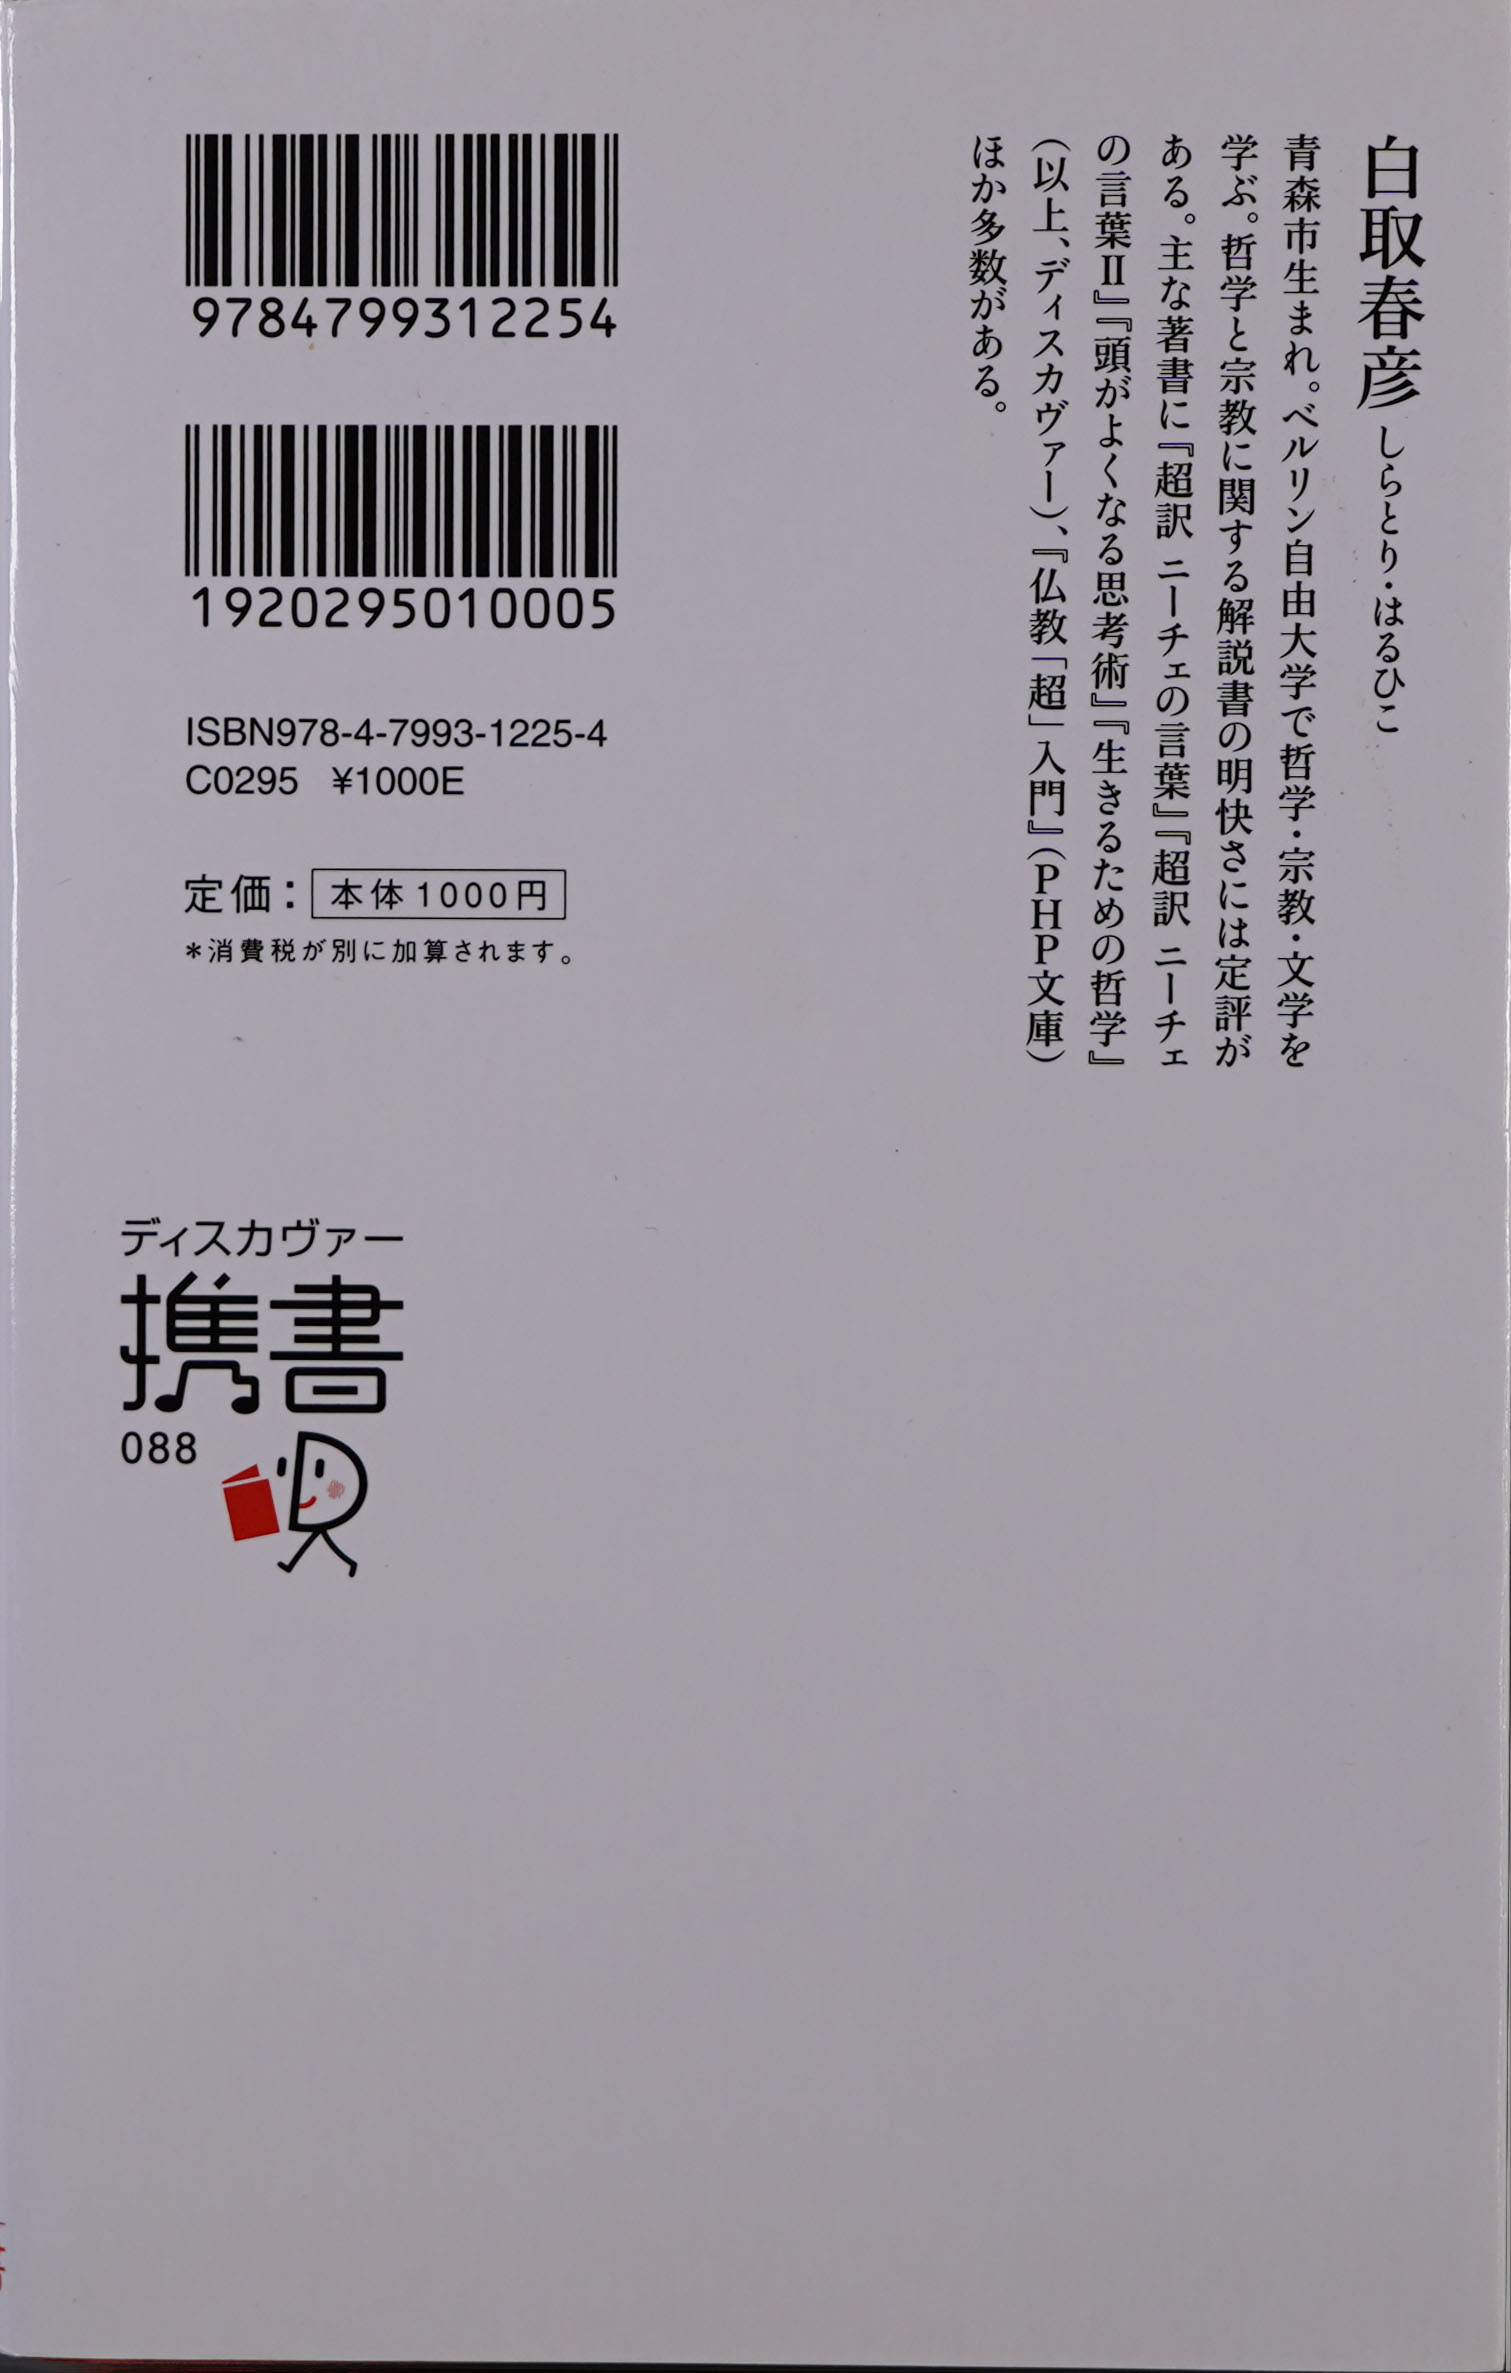 白取春彦 しらとり・はるひこ
青森市生まれ。ベルリン自由大学で哲学・宗教・文学を
学ぶ。哲学と宗教に関する解説書の明快さには定評が
ある。主な著書に『超訳 ニーチェの言葉』『超訳 ニーチェ
の言葉Ⅱ』『頭がよくなる思考術』『生きるための哲学』
（以上、ディスカヴァー）、『仏教「超」入門』（PHP文庫）
ほか多数がある。
9784799312254
1920295010005
ISBN978-4-7993-1225-4
C0295 ¥1000E
定価：本体1000円
*消費税が別に加算されます。
ディスカヴァー
携書
088